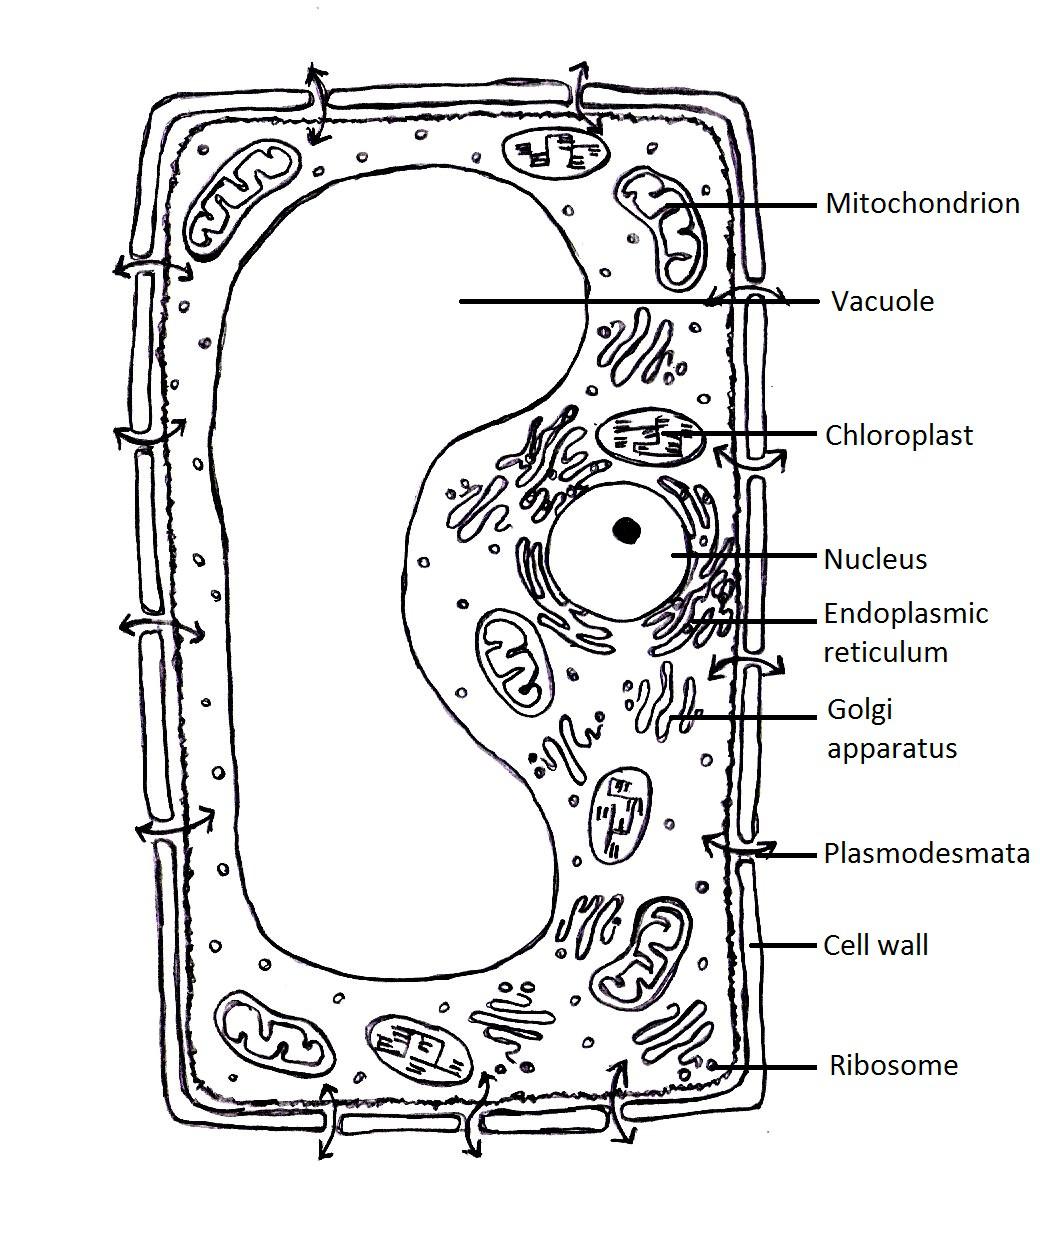 Mitochondrion
Vacuole
Chloroplast
Nucleus
Endoplasmic
reticulum
Golgi
apparatus
Plasmodesmata
Cell wall
Ribosome